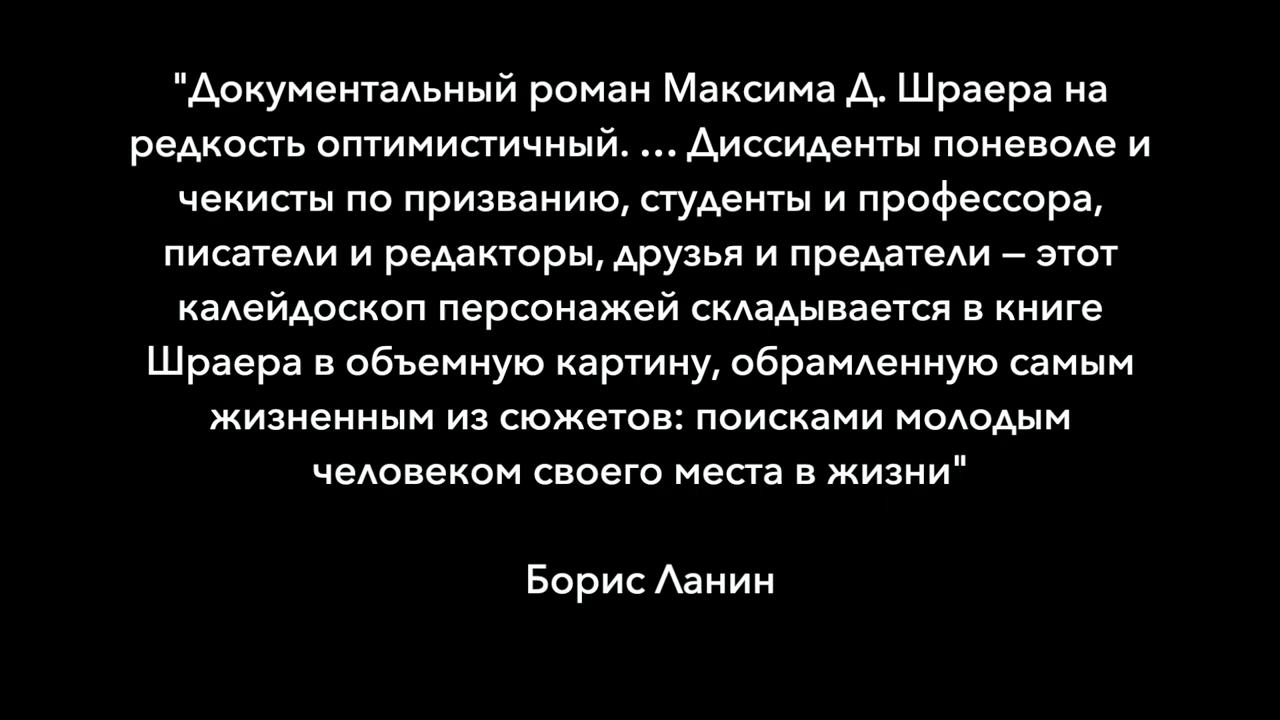 "Документальный роман Максима Д. Шраера на
редкость оптимистичный. ... Диссиденты поневоле и
чекисты по призванию, студенты и профессора,
писатели и редакторы, друзья и предатели – этот
калейдоскоп персонажей складывается в книге
Шраера в объемную картину, обрамленную самым
жизненным из сюжетов: поисками молодым
человеком своего места в жизни"
Борис Ланин